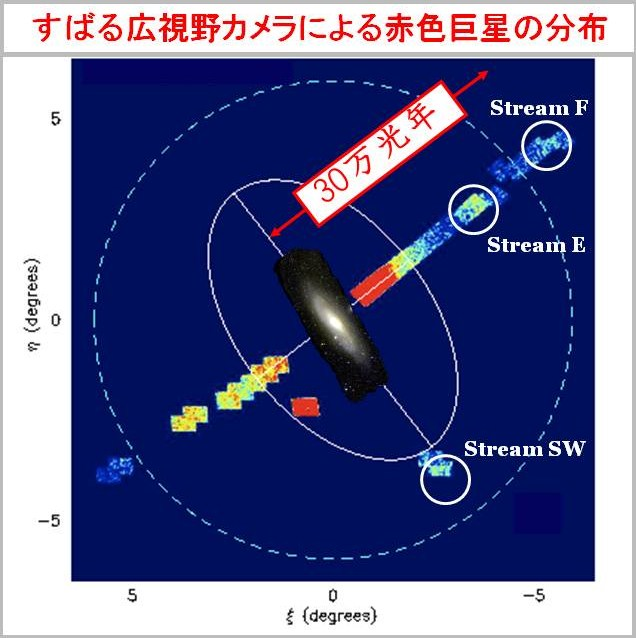 すばる広視野カメラによる赤色巨星の分布
30万光年
Stream F
Stream E
Stream SW
η (degrees)
5
0
−5
5
0
−5
ξ (degrees)